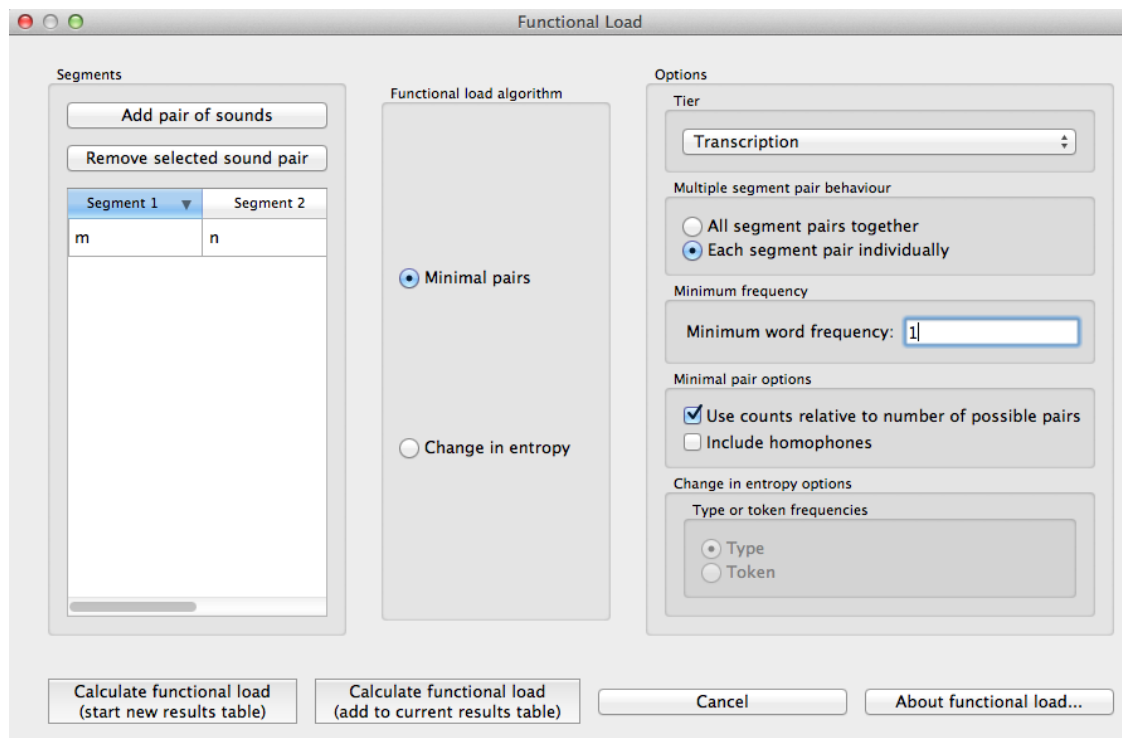 Functional Load
Segments
Add pair of sounds
Remove selected sound pair
Segment 1 Segment 2
m n
Functional load algorithm
Minimal pairs
Change in entropy
Options
Tier
Transcription
Multiple segment pair behaviour
All segment pairs together
Each segment pair individually
Minimum frequency
Minimum word frequency: 1
Minimal pair options
Use counts relative to number of possible pairs
Include homophones
Change in entropy options
Type or token frequencies
Type
Token
Calculate functional load
(start new results table)
Calculate functional load
(add to current results table)
Cancel
About functional load...